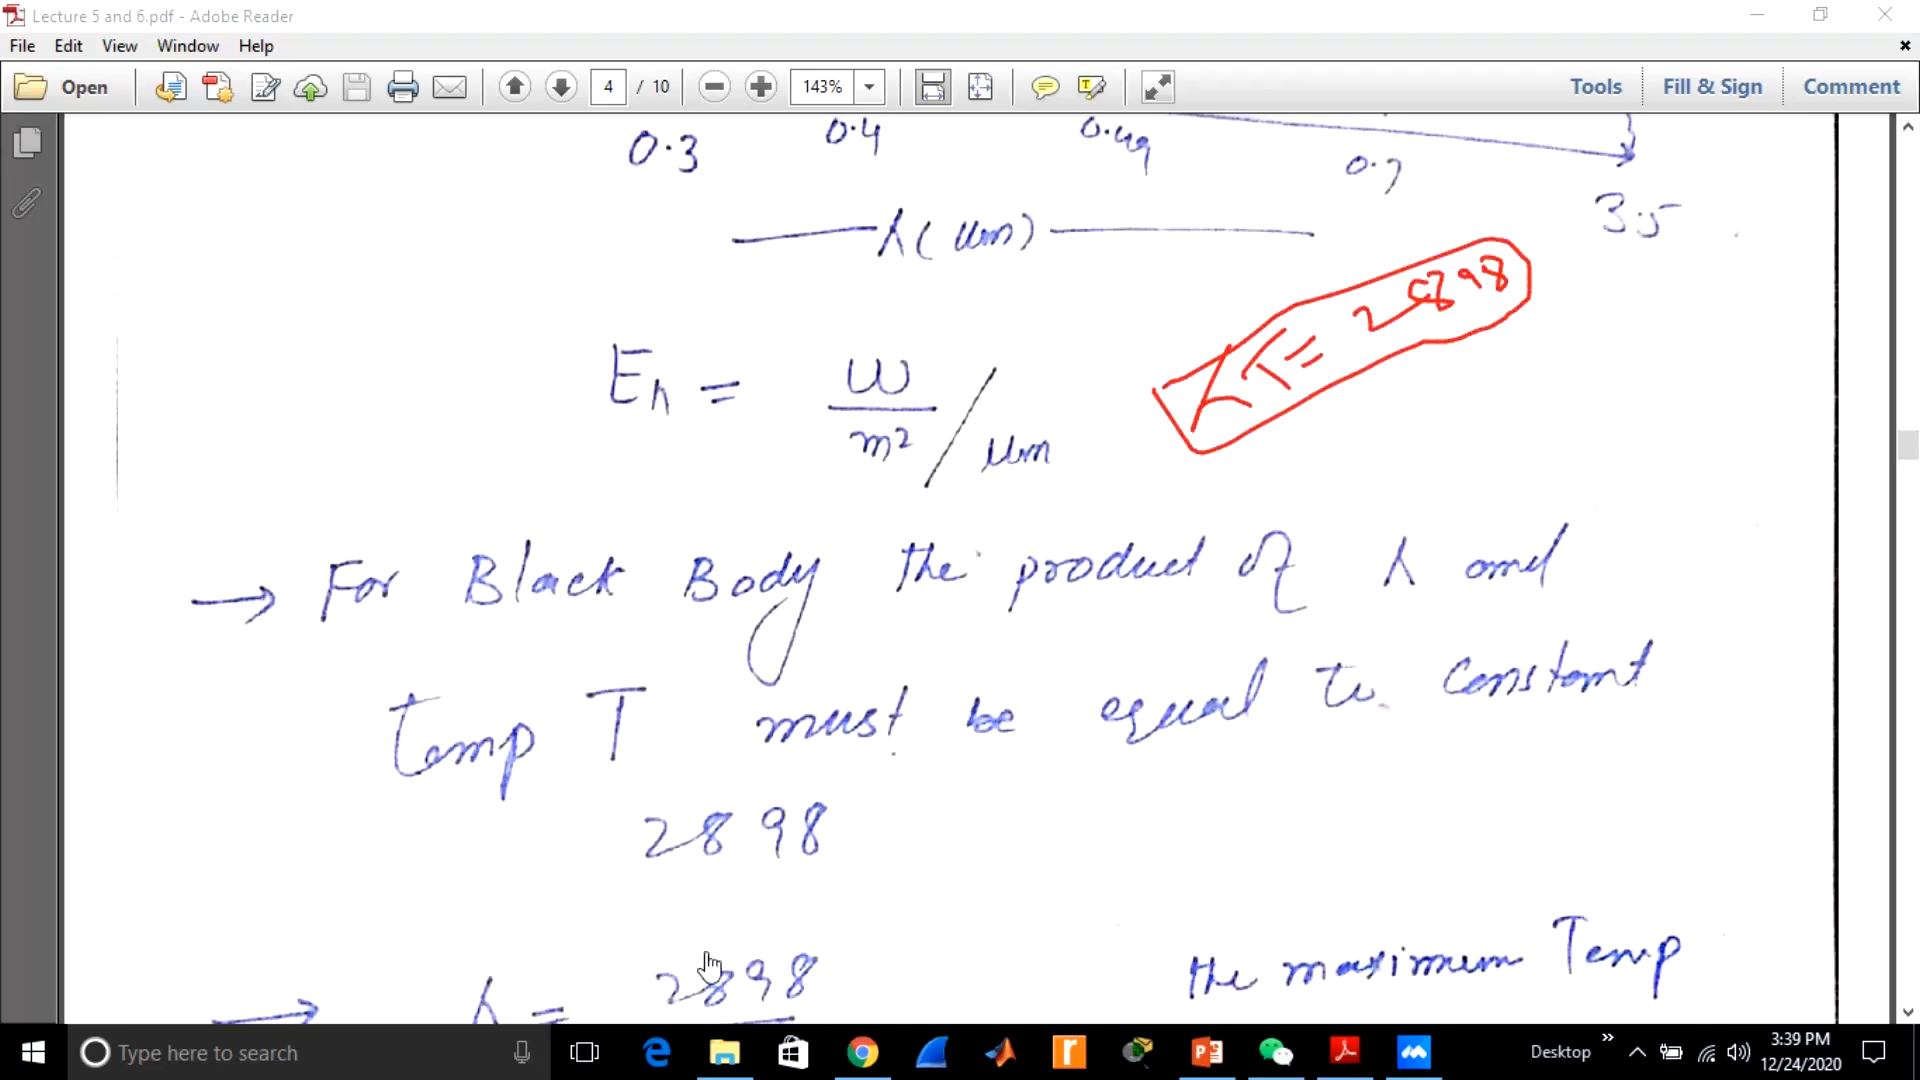 Lecture 5 and 6.pdf - Adobe Reader
File Edit View Window Help
Open 4 / 10 143% Tools Fill & Sign Comment
0.3 0.4 0.49 0.7 3.5
λ(μm)
λT= 2898
Eλ = W/m² / μm
→ For Black Body the product of λ and
temp T must be equal to constant
2898
→ λ = 2898 the maximum Temp
Type here to search Desktop 3:39 PM
12/24/2020